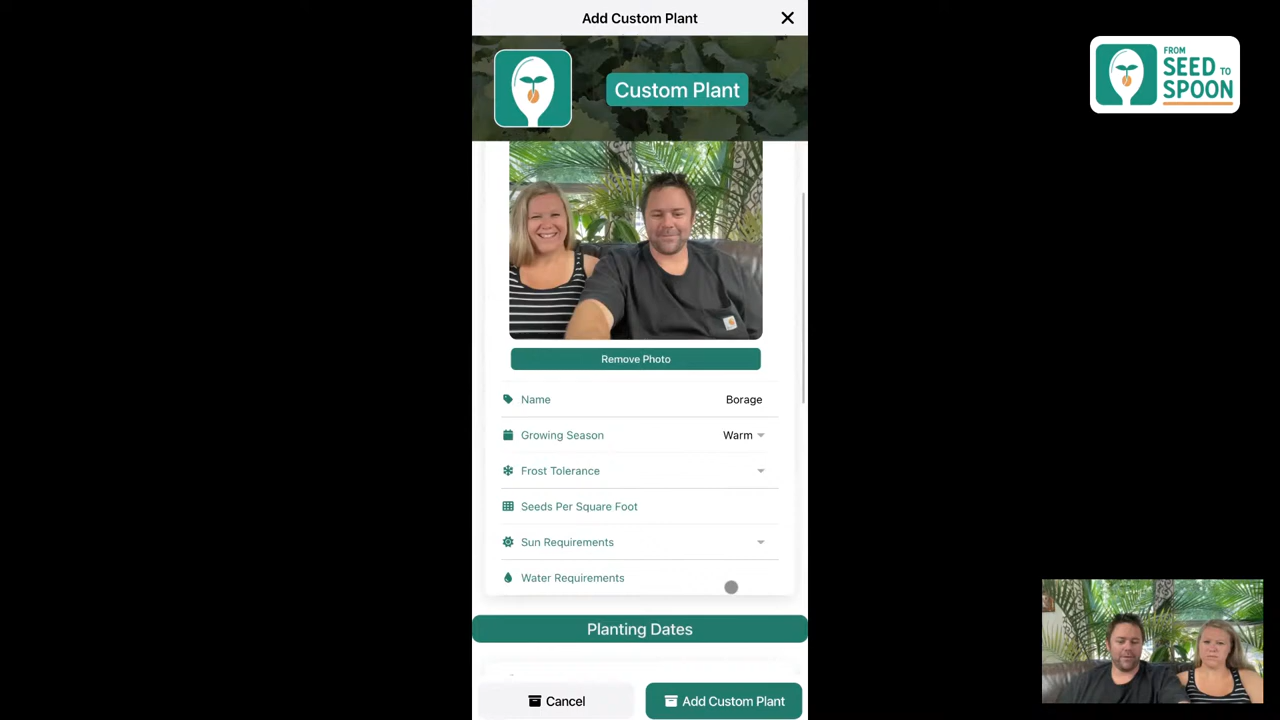 Add Custom Plant
Custom Plant
FROM
SEED TO
SPOON
Remove Photo
Name Borage
Growing Season Warm
Frost Tolerance
Seeds Per Square Foot
Sun Requirements
Water Requirements
Planting Dates
Cancel Add Custom Plant